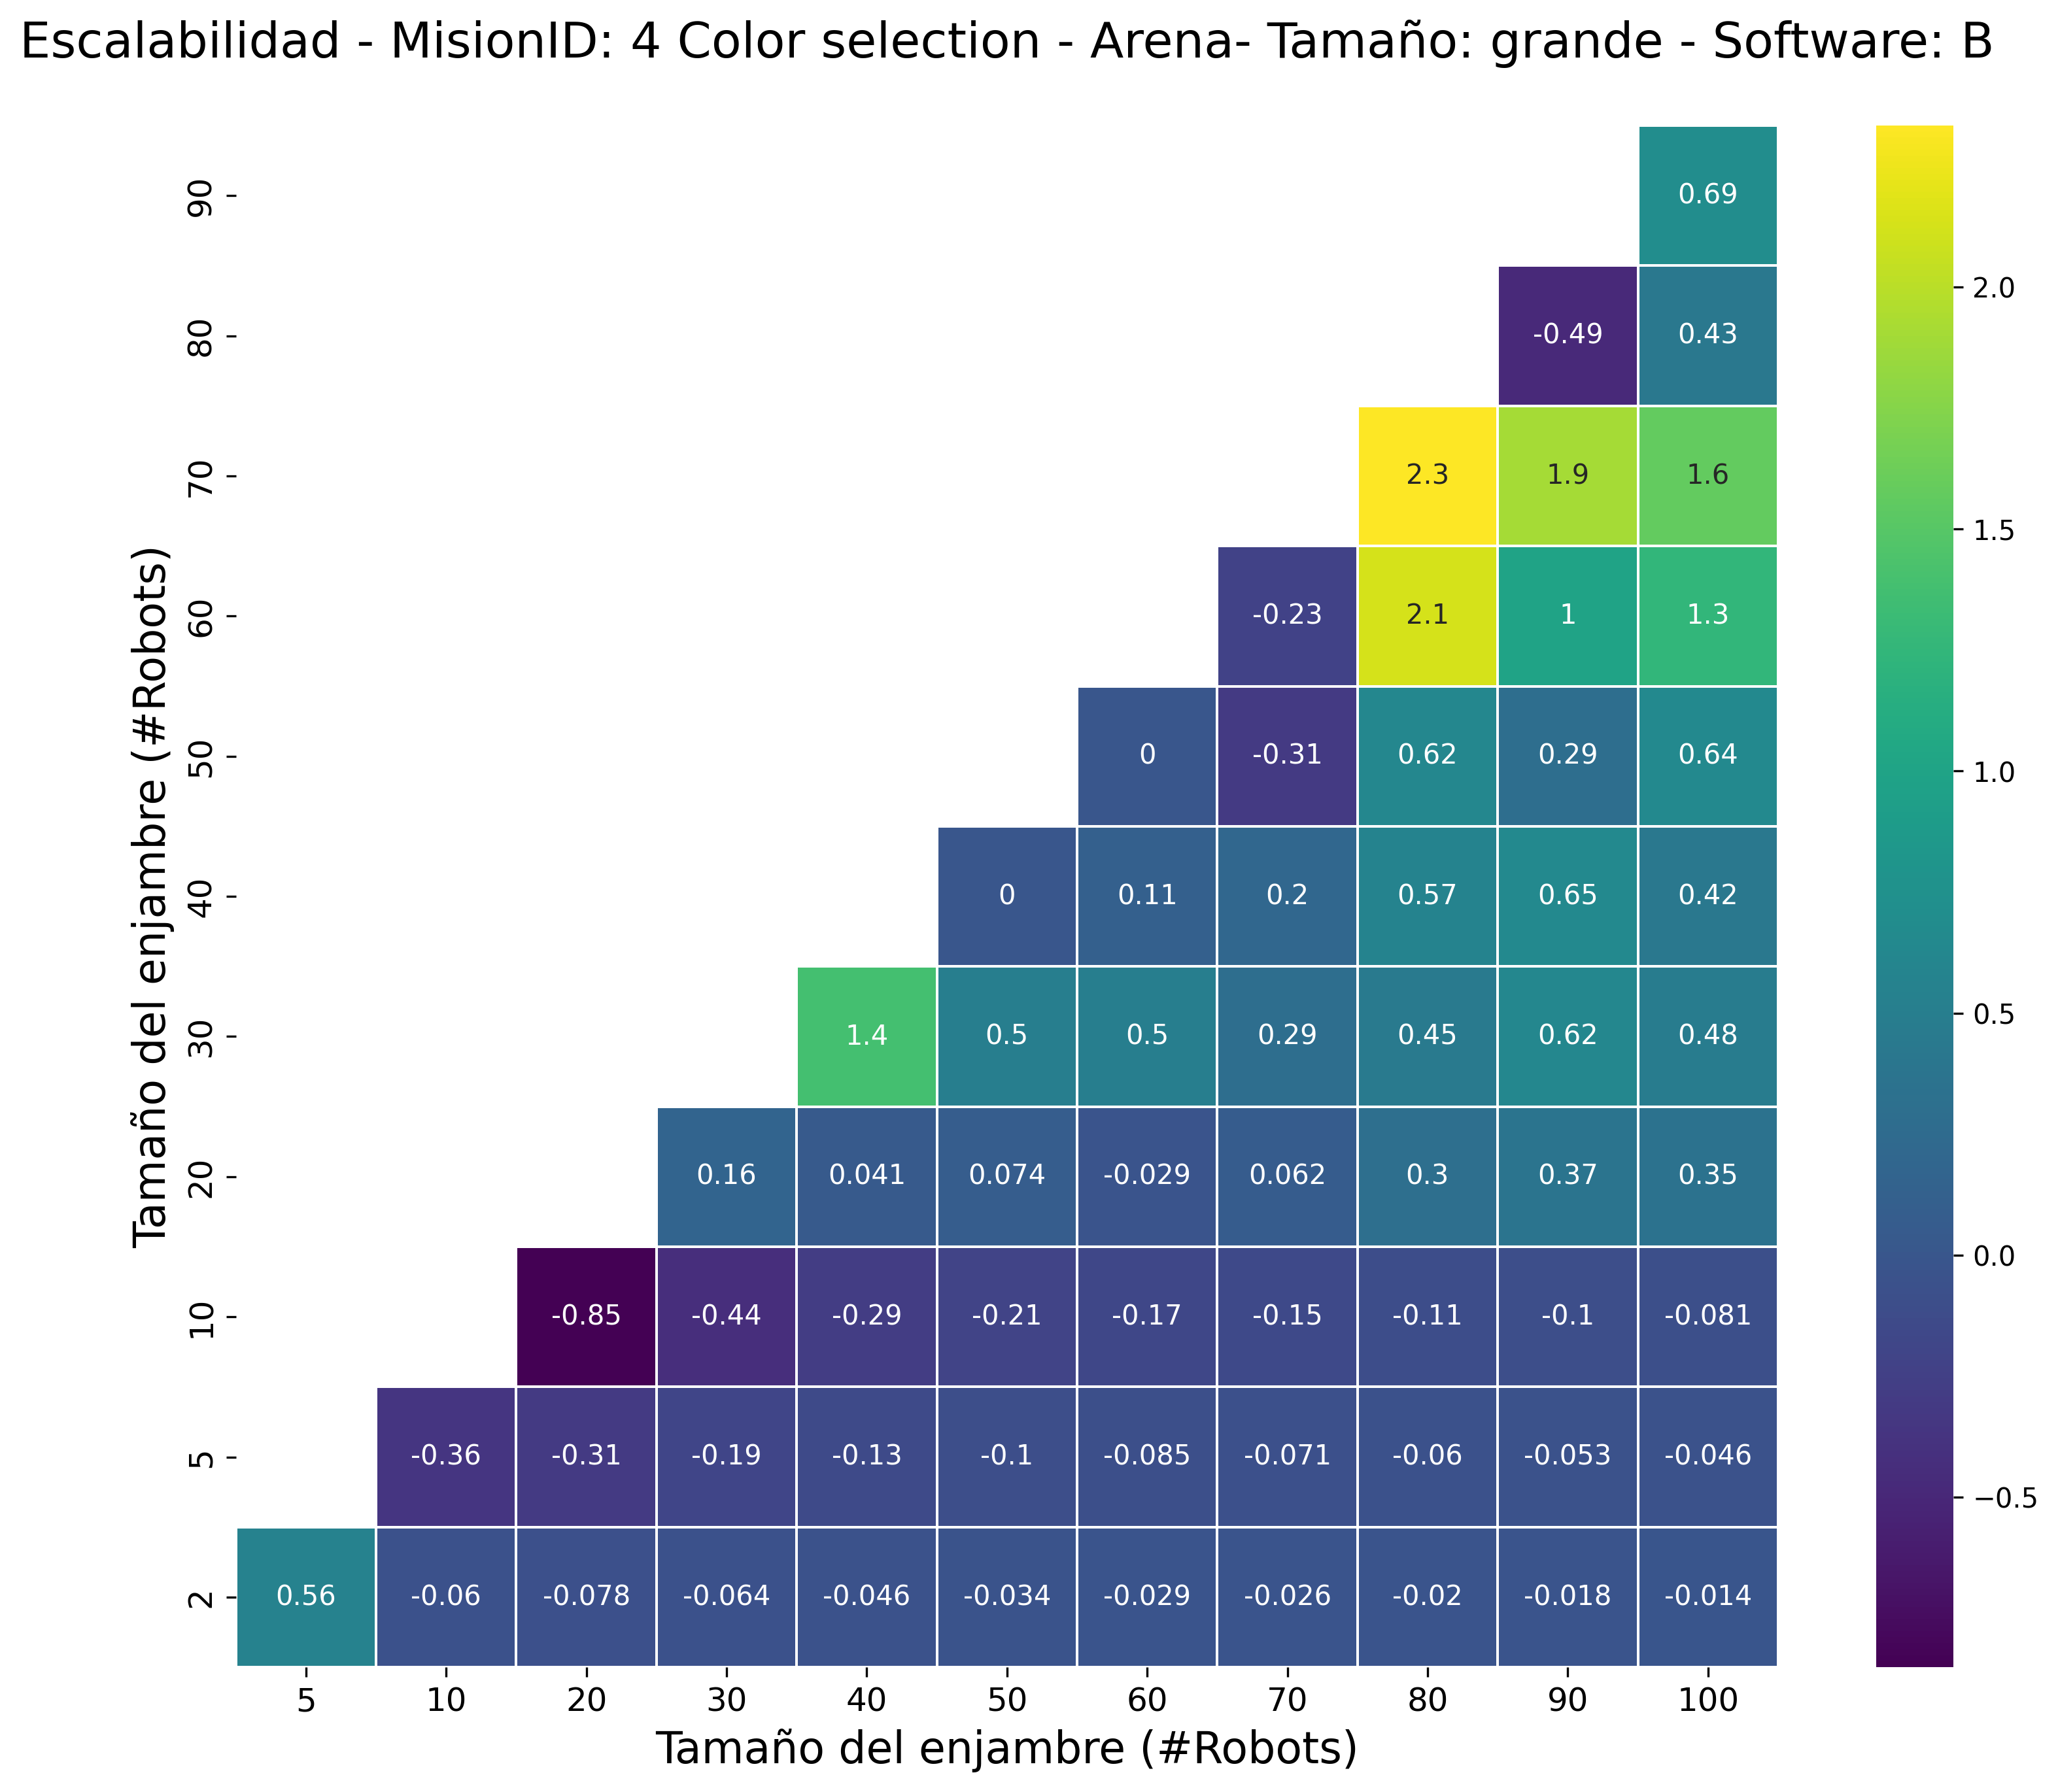 Escalabilidad - MisionID: 4 Color selection - Arena- Tamaño: grande - Software: B
90 0.69
80 -0.49 0.43
70 2.3 1.9 1.6
60 -0.23 2.1 1 1.3
50 0 -0.31 0.62 0.29 0.64
40 0 0.11 0.2 0.57 0.65 0.42
30 1.4 0.5 0.5 0.29 0.45 0.62 0.48
20 0.16 0.041 0.074 -0.029 0.062 0.3 0.37 0.35
10 -0.85 -0.44 -0.29 -0.21 -0.17 -0.15 -0.11 -0.1 -0.081
5 -0.36 -0.31 -0.19 -0.13 -0.1 -0.085 -0.071 -0.06 -0.053 -0.046
2 0.56 -0.06 -0.078 -0.064 -0.046 -0.034 -0.029 -0.026 -0.02 -0.018 -0.014
5 10 20 30 40 50 60 70 80 90 100
Tamaño del enjambre (#Robots)
Tamaño del enjambre (#Robots)
2.0
1.5
1.0
0.5
0.0
−0.5